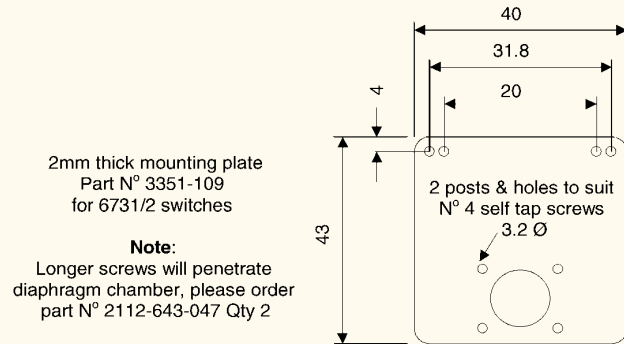 40
31.8
4
20
2mm thick mounting plate
Part Nº 3351-109
for 6731/2 switches
2 posts & holes to suit
Nº 4 self tap screws
3.2 Ø
43
Note:
Longer screws will penetrate
diaphragm chamber, please order
part Nº 2112-643-047 Qty 2